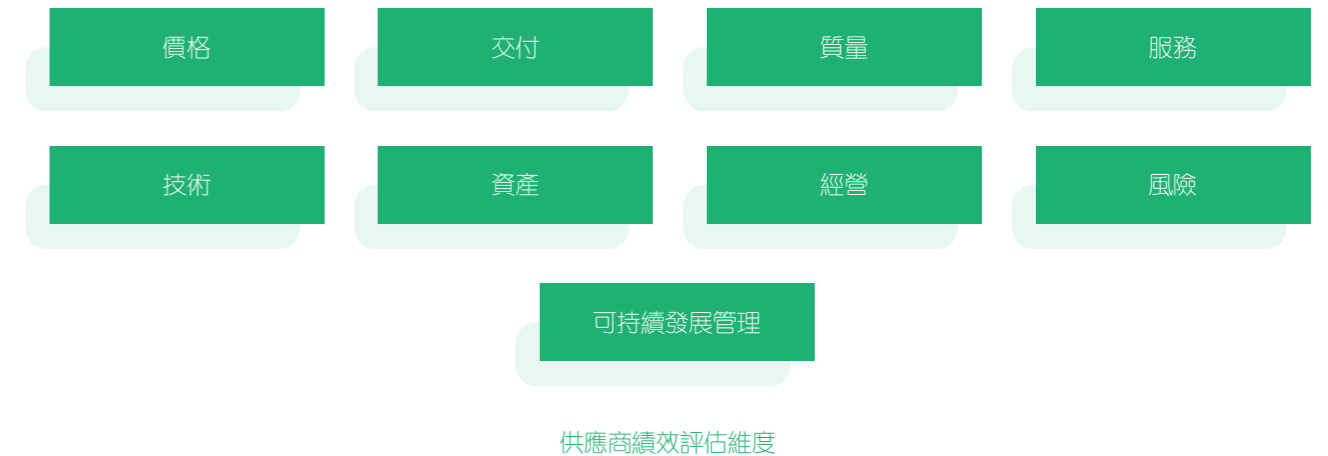 價格 交付 質量 服務
技術 資產 經營 風險
可持續發展管理
供應商績效評估維度